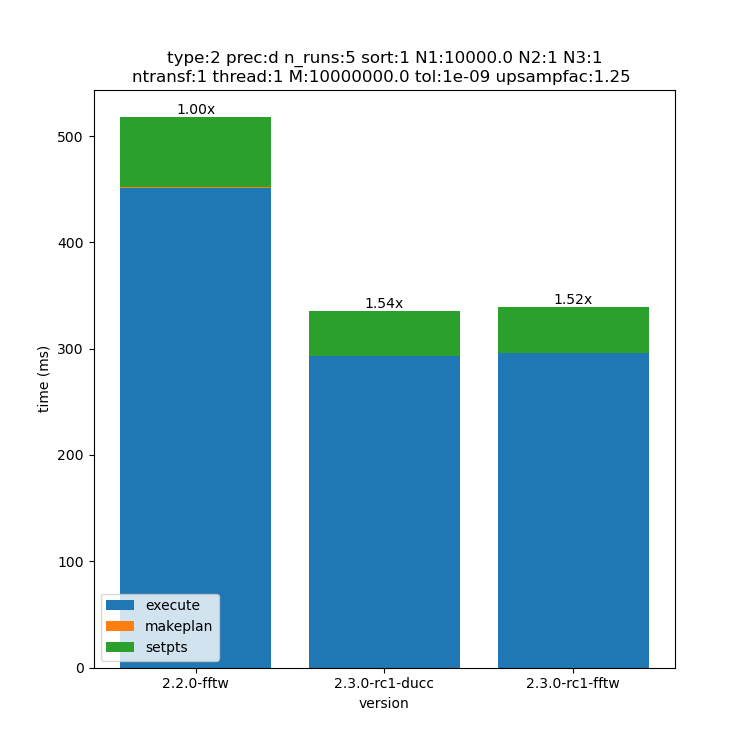 type:2 prec:d n_runs:5 sort:1 N1:10000.0 N2:1 N3:1
ntransf:1 thread:1 M:10000000.0 tol:1e-09 upsampfac:1.25
1.00x
1.54x
1.52x
500
400
300
200
100
0
time (ms)
execute
makeplan
setpts
2.2.0-fftw
2.3.0-rc1-ducc
2.3.0-rc1-fftw
version